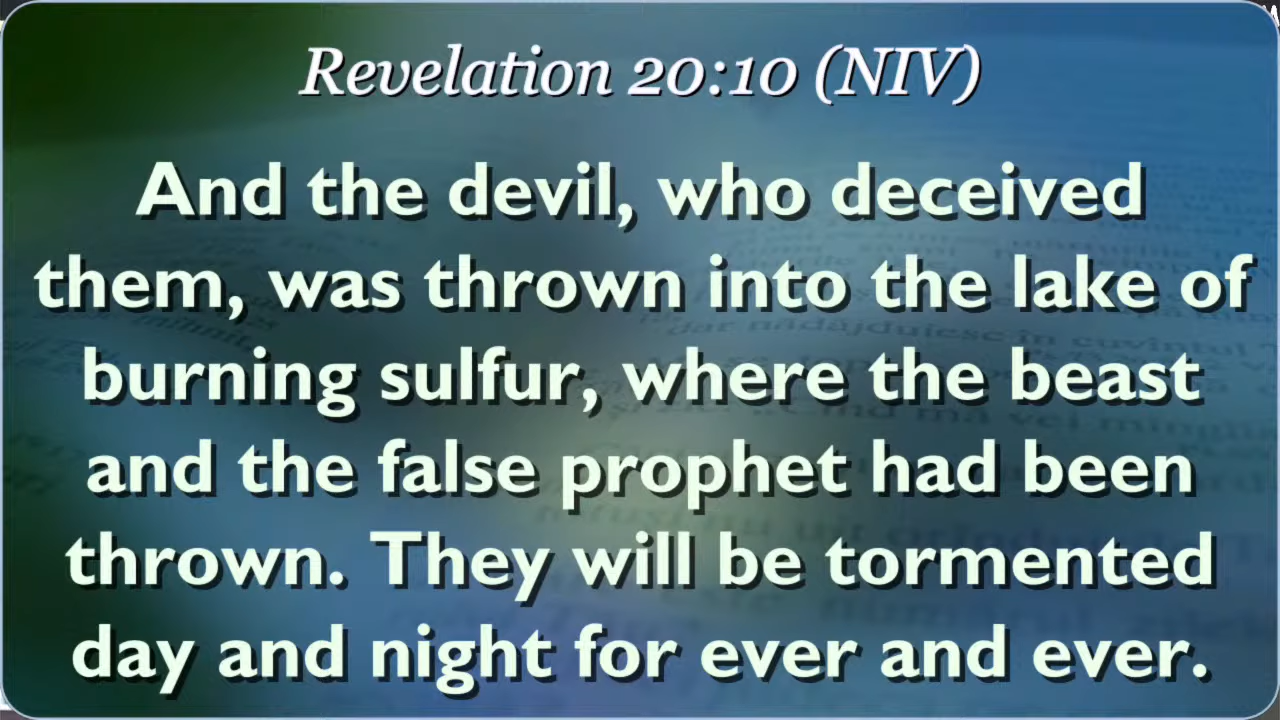 Revelation 20:10 (NIV)
And the devil, who deceived
them, was thrown into the lake of
burning sulfur, where the beast
and the false prophet had been
thrown. They will be tormented
day and night for ever and ever.